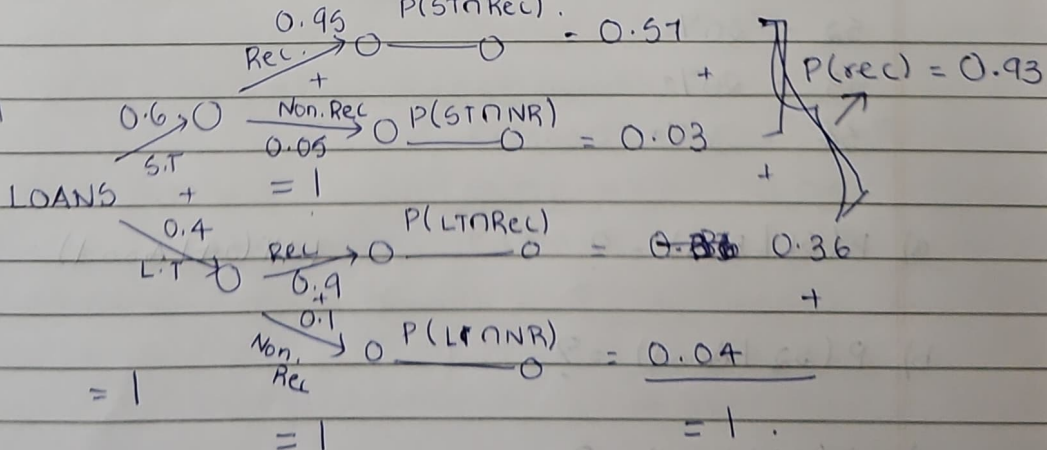 0.95 P(ST∩Rec). = 0.57
Rec. + P(rec) = 0.93
0.6 Non.Rec P(ST∩NR) = 0.03
S.T 0.05
LOANS + = 1 +
0.4 P(LT∩Rec)
L.T Rec = 0.36
0.9
+
0.1 P(LT∩NR) = 0.04
Non. Rec
= 1
= 1 = 1.